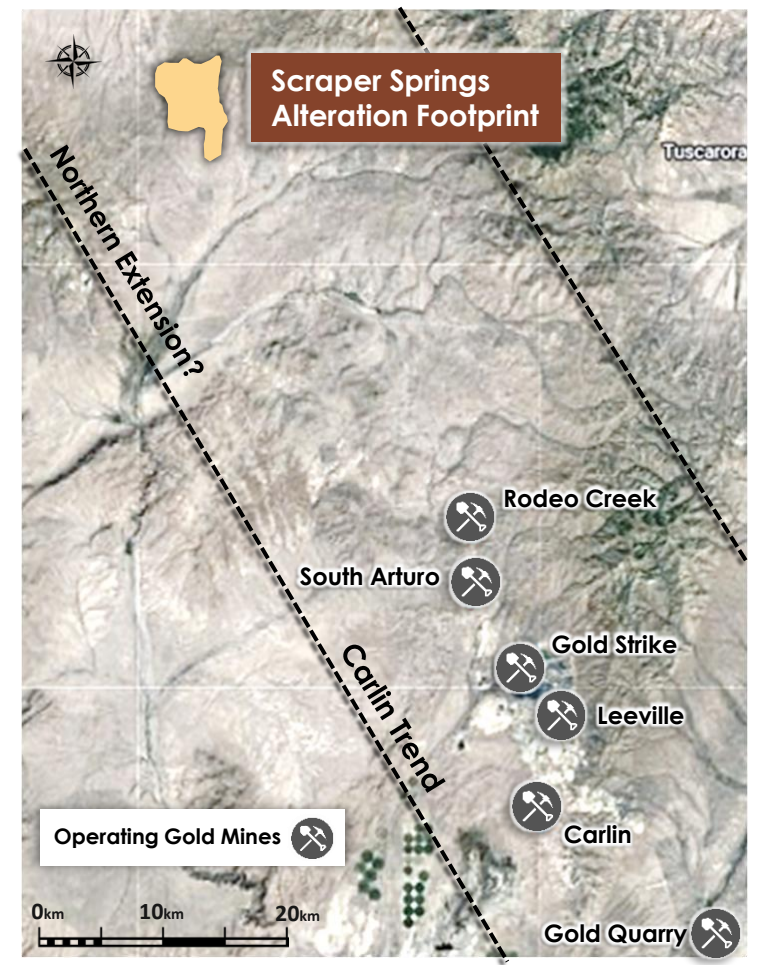 Scraper Springs
Alteration Footprint
Tuscarora
Northern Extension?
Rodeo Creek
South Arturo
Gold Strike
Carlin Trend
Leeville
Operating Gold Mines
Carlin
0km 10km 20km
Gold Quarry